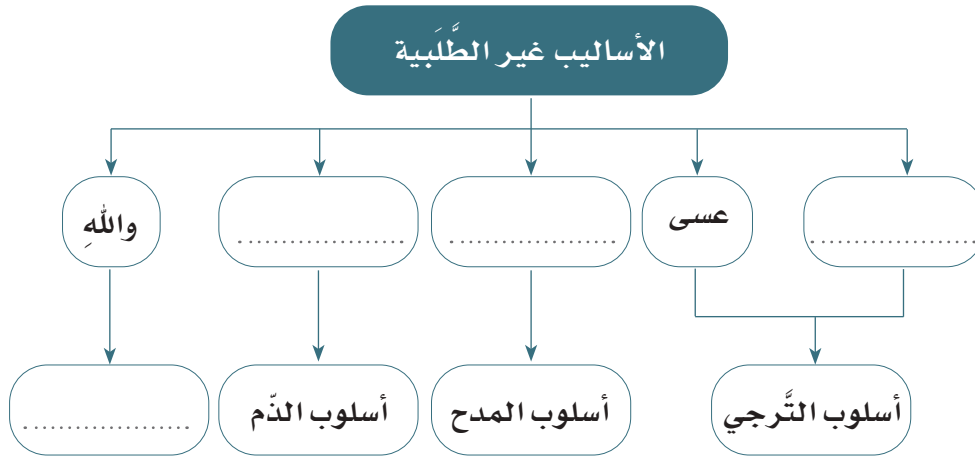 الأساليب غير الطَّلَبية
....................
عسى
....................
....................
واللهِ
أسلوب التَّرجي
أسلوب المدح
أسلوب الذّم
....................